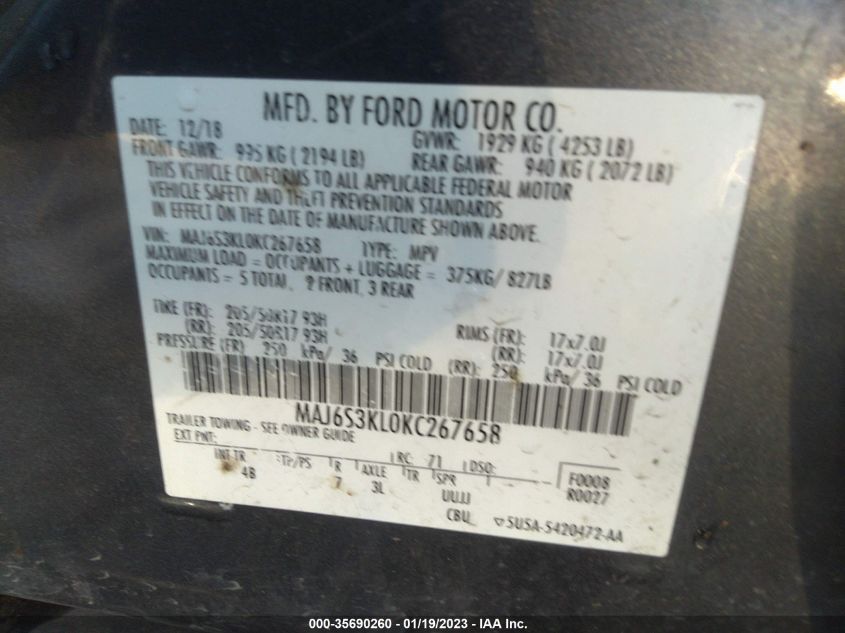 MFD. BY FORD MOTOR CO.
DATE: 12/18 GVWR: 1929 KG ( 4253 LB)
FRONT GAWR: 995 KG ( 2194 LB) REAR GAWR: 940 KG ( 2072 LB)
THIS VEHICLE CONFORMS TO ALL APPLICABLE FEDERAL MOTOR
VEHICLE SAFETY AND THEFT PREVENTION STANDARDS
IN EFFECT ON THE DATE OF MANUFACTURE SHOWN ABOVE.
VIN: MAJ6S3KL0KC267658 TYPE: MPV
MAXIMUM LOAD = OCCUPANTS + LUGGAGE = 375KG/ 827LB
OCCUPANTS = 5 TOTAL, 2 FRONT, 3 REAR
TIRE (FR): 205/50R17 93H RIMS (FR): 17x7.0J
(RR): 205/50R17 93H (RR): 17x7.0J
PRESSURE (FR) 250 kPa/ 36 PSI COLD (RR): 250 kPa/ 36 PSI COLD
MAJ6S3KL0KC267658
TRAILER TOWING - SEE OWNER GUIDE
EXT PNT: RC: 71 DSO: F0008
INT TR TP/PS R AXLE TR SPR R0027
4B 7 3L UUJJ
CBU ▽5U5A-5420472-AA
000-35690260 - 01/19/2023 - IAA Inc.